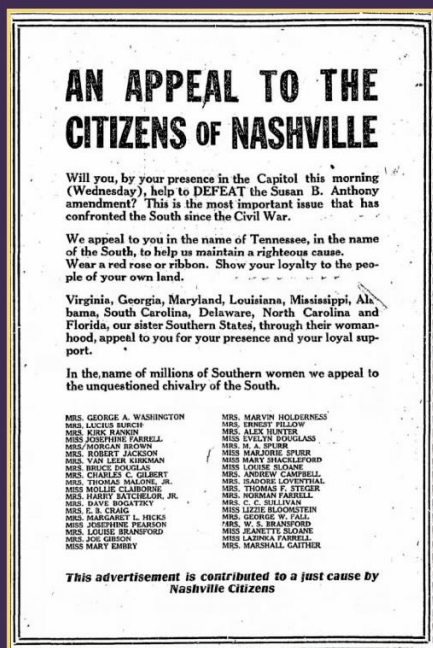 AN APPEAL TO THE
CITIZENS OF NASHVILLE
Will you, by your presence in the Capitol this morning
(Wednesday), help to DEFEAT the Susan B. Anthony
amendment? This is the most important issue that has
confronted the South since the Civil War.
We appeal to you in the name of Tennessee, in the name
of the South, to help us maintain a righteous cause.
Wear a red rose or ribbon. Show your loyalty to the peo-
ple of your own land.
Virginia, Georgia, Maryland, Louisiana, Mississippi, Ala
bama, South Carolina, Delaware, North Carolina and
Florida, our sister Southern States, through their woman-
hood, appeal to you for your presence and your loyal sup-
port.
In the name of millions of Southern women we appeal to
the unquestioned chivalry of the South.
MRS. GEORGE A. WASHINGTON
MRS. LUCIUS BURCH
MRS. KIRK RANKIN
MISS JOSEPHINE FARRELL
MRS. MORGAN BROWN
MRS. ROBERT JACKSON
MRS. VAN LEER KIRKMAN
MRS. BRUCE DOUGLAS
MRS. CHARLES C. GILBERT
MRS. THOMAS MALONE, JR.
MISS MOLLIE CLAIBORNE
MRS. HARRY BATCHELOR, JR.
MRS. DAVE BOGATZKY
MRS. E. B. CRAIG
MRS. MARGARET L. HICKS
MISS JOSEPHINE PEARSON
MRS. LOUISE BRANSFORD
MRS. JOE GIBSON
MISS MARY EMBRY
MRS. MARVIN HOLDERNESS
MRS. ERNEST PILLOW
MRS. ALEX HUNTER
MISS EVELYN DOUGLASS
MRS. M. A. SPURR
MISS MARJORIE SPURR
MISS MARY SHACKLEFORD
MISS LOUISE SLOANE
MRS. ANDREW CAMPBELL
MRS. ISADORE LOVENTHAL
MRS. THOMAS F. STEGER
MRS. NORMAN FARRELL
MRS. C. C. SULLIVAN
MISS LIZZIE BLOOMSTEIN
MRS. GEORGE W. FALL
MRS. W. S. BRANSFORD
MISS JEANETTE SLOANE
MISS LAZINKA FARRELL
MRS. MARSHALL GAITHER
This advertisement is contributed to a just cause by
Nashville Citizens